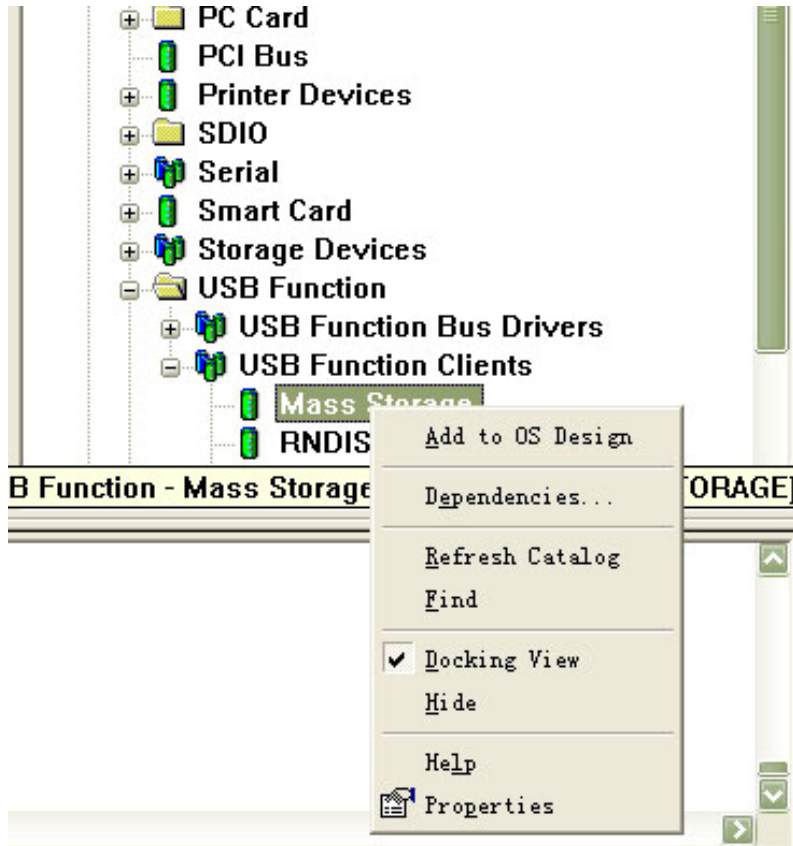 PC Card
PCI Bus
Printer Devices
SDIO
Serial
Smart Card
Storage Devices
USB Function
USB Function Bus Drivers
USB Function Clients
Mass Storage
RNDIS
B Function - Mass Storage
ORAGE]
Add to OS Design
Dependencies...
Refresh Catalog
Find
Docking View
Hide
Help
Properties